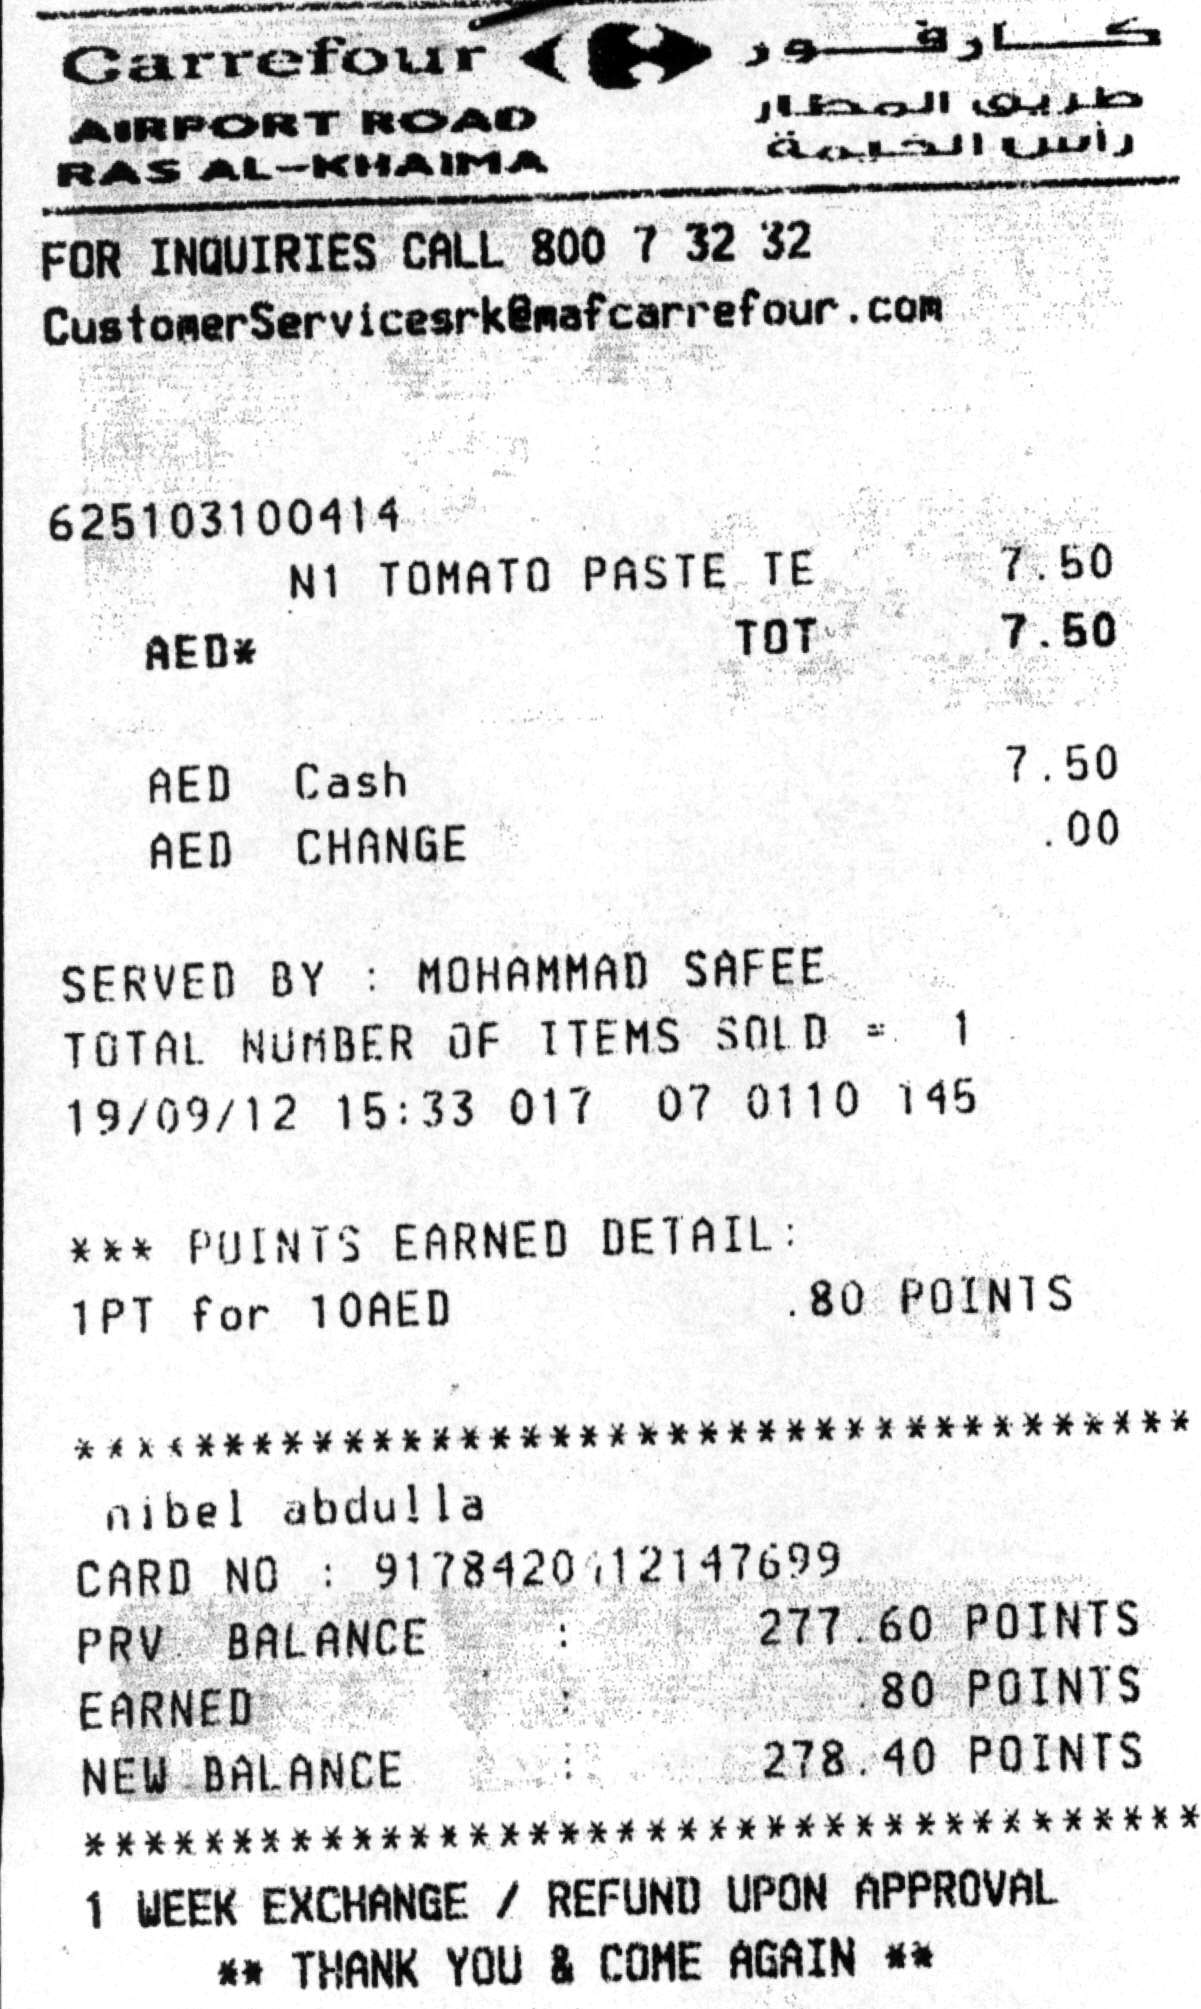 Carrefour كارفور
AIRPORT ROAD طريق المطار
RAS AL-KHAIMA رأس الخيمة
FOR INQUIRIES CALL 800 7 32 32
CustomerServicesrk@mafcarrefour.com
625103100414
N1 TOMATO PASTE TE 7.50
AED* TOT 7.50
AED Cash 7.50
AED CHANGE .00
SERVED BY : MOHAMMAD SAFEE
TOTAL NUMBER OF ITEMS SOLD = 1
19/09/12 15:33 017 07 0110 145
*** POINTS EARNED DETAIL:
1PT for 10AED .80 POINTS
**************************************
nibel abdulla
CARD NO :
PRV BALANCE : 277.60 POINTS
EARNED : .80 POINTS
NEW BALANCE : 278.40 POINTS
**************************************
1 WEEK EXCHANGE / REFUND UPON APPROVAL
** THANK YOU & COME AGAIN **